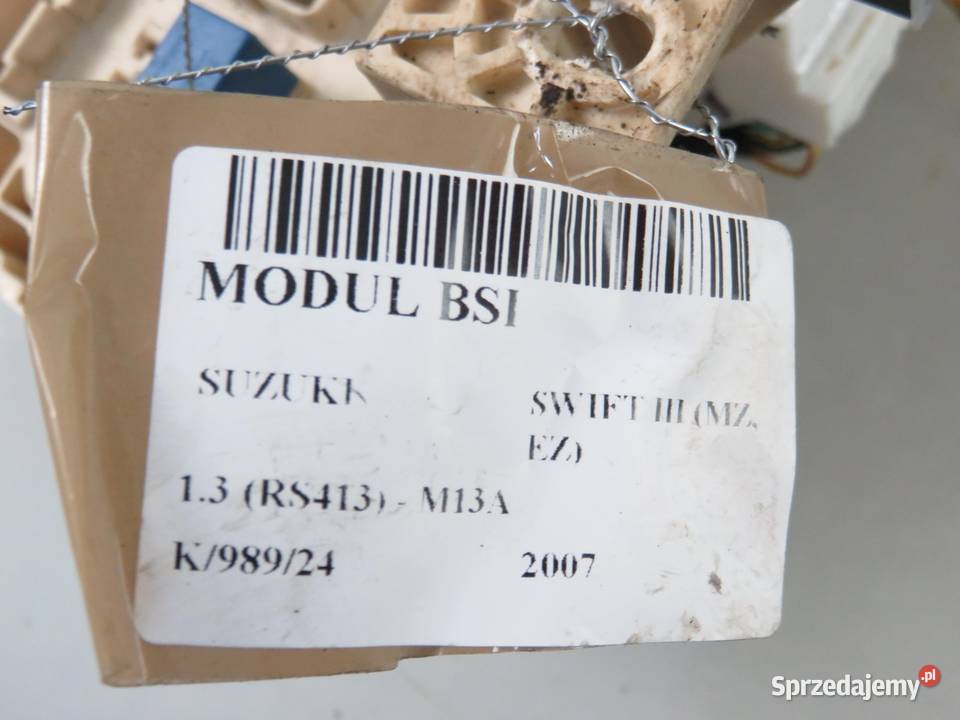 MODUL BSI
SUZUKI
SWIFT III (MZ,
EZ)
1.3 (RS413) - M13A
K/989/24
2007
Sprzedajemy.pl